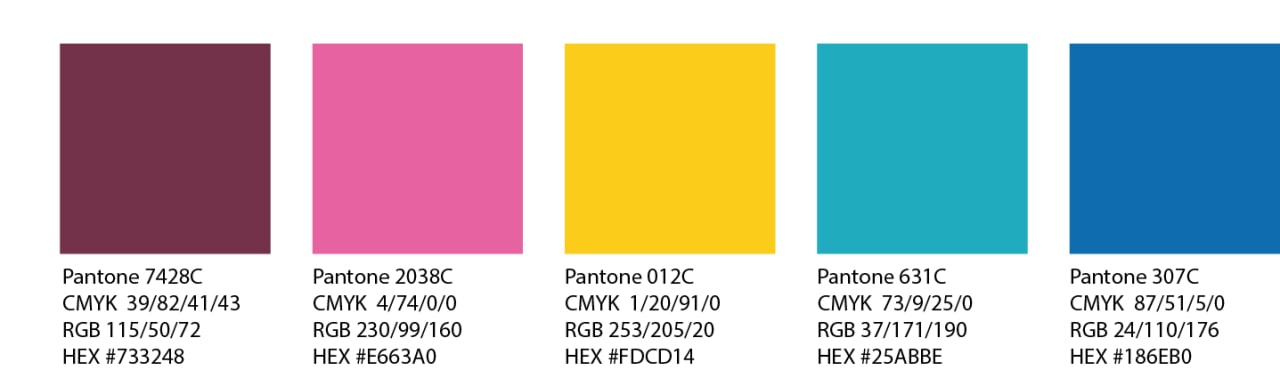 Pantone 7428C
CMYK  39/82/41/43
RGB 115/50/72
HEX #733248
Pantone 2038C
CMYK  4/74/0/0
RGB 230/99/160
HEX #E663A0
Pantone 012C
CMYK  1/20/91/0
RGB 253/205/20
HEX #FDCD14
Pantone 631C
CMYK  73/9/25/0
RGB 37/171/190
HEX #25ABBE
Pantone 307C
CMYK  87/51/5/0
RGB 24/110/176
HEX #186EB0